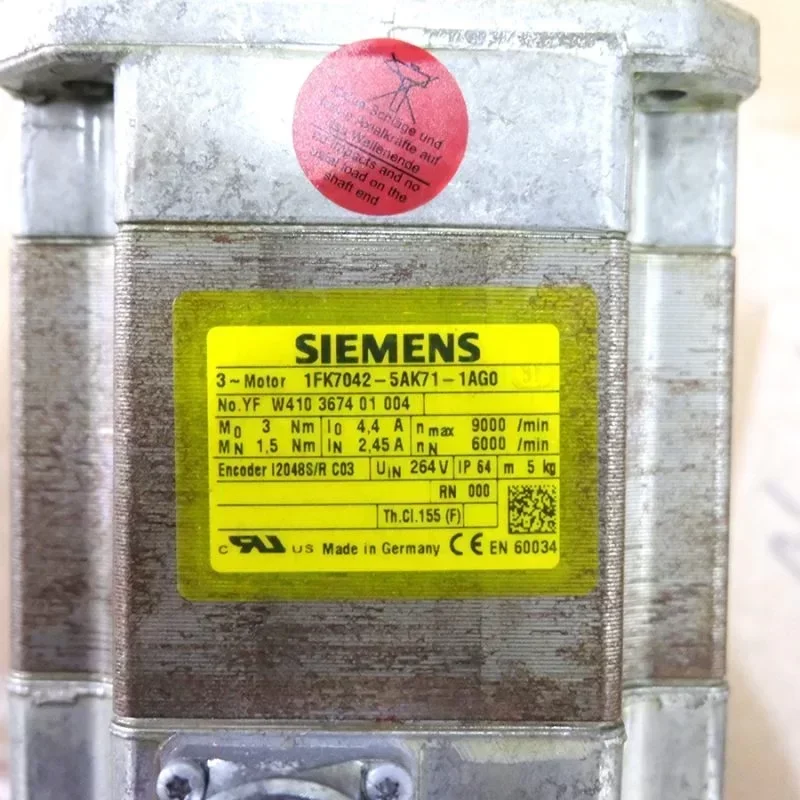 Keine Schläge und
keine Axialkräfte auf
das Wellenende
no impacts and no
axial load on the
shaft end
SIEMENS
3~Motor 1FK7042-5AK71-1AG0
No.YF W410 3674 01 004
M0 3 Nm I0 4,4 A nmax 9000 /min
MN 1,5 Nm IN 2,45 A nN 6000 /min
Encoder I2048S/R C03 UIN 264 V IP 64 m 5 kg
RN 000
Th.Cl.155 (F)
c RU US Made in Germany CE EN 60034